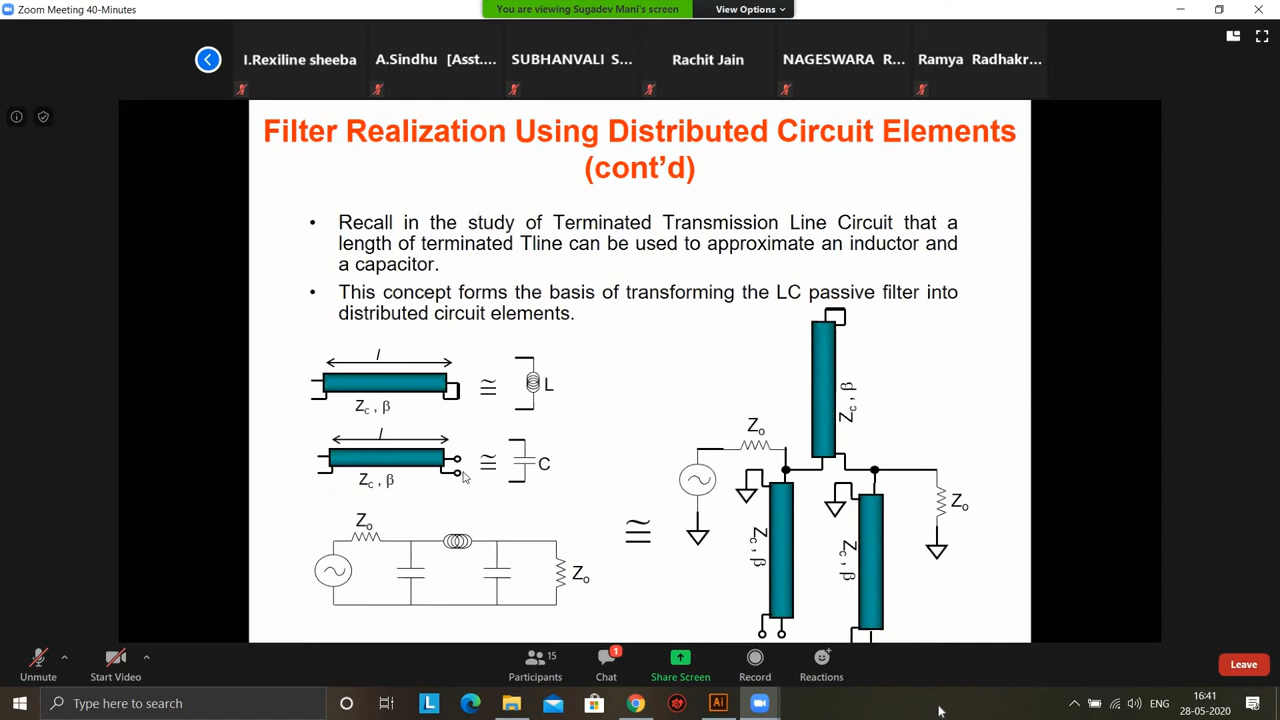 Zoom Meeting 40-Minutes
You are viewing Sugadev Mani's screen
View Options
I.Rexiline sheeba
A.Sindhu [Asst....
SUBHANVALI S...
Rachit Jain
NAGESWARA R...
Ramya Radhakr...
Filter Realization Using Distributed Circuit Elements
(cont'd)
• Recall in the study of Terminated Transmission Line Circuit that a
length of terminated Tline can be used to approximate an inductor and
a capacitor.
• This concept forms the basis of transforming the LC passive filter into
distributed circuit elements.
l
Zc , β
≅
L
l
Zc , β
≅
C
Zo
Zo
≅
Zo
Zc , β
Zc , β
Zc , β
Zo
Unmute
Start Video
15
Participants
1
Chat
Share Screen
Record
Reactions
Leave
Type here to search
L
Ai
ENG
16:41
28-05-2020